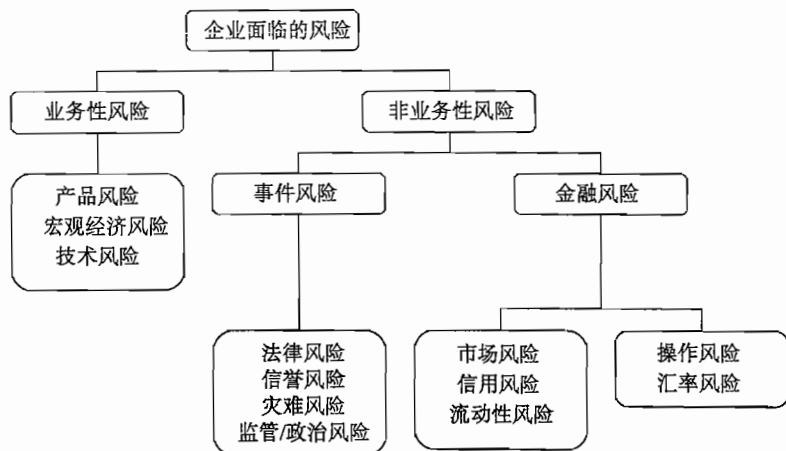 企业面临的风险
业务性风险
非业务性风险
产品风险
宏观经济风险
技术风险
事件风险
金融风险
法律风险
信誉风险
灾难风险
监管/政治风险
市场风险
信用风险
流动性风险
操作风险
汇率风险